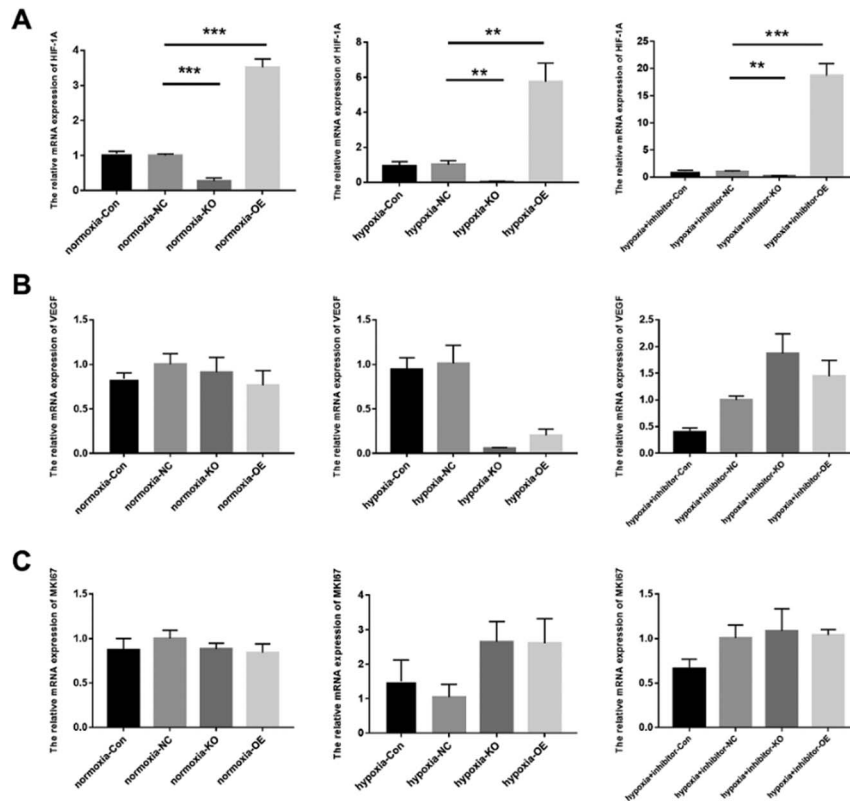 A
The relative mRNA expression of HIF-1A
4
3
2
1
0
***
***
normoxia-Con
normoxia-NC
normoxia-KO
normoxia-OE
The relative mRNA expression of HIF-1A
8
6
4
2
0
**
**
hypoxia-Con
hypoxia-NC
hypoxia-KO
hypoxia-OE
The relative mRNA expression of HIF-1A
25
20
15
10
5
0
***
**
hypoxia+inhibitor-Con
hypoxia+inhibitor-NC
hypoxia+inhibitor-KO
hypoxia+inhibitor-OE
B
The relative mRNA expression of VEGF
1.5
1.0
0.5
0.0
normoxia-Con
normoxia-NC
normoxia-KO
normoxia-OE
The relative mRNA expression of VEGF
1.5
1.0
0.5
0.0
hypoxia-Con
hypoxia-NC
hypoxia-KO
hypoxia-OE
The relative mRNA expression of VEGF
2.5
2.0
1.5
1.0
0.5
0.0
hypoxia+inhibitor-Con
hypoxia+inhibitor-NC
hypoxia+inhibitor-KO
hypoxia+inhibitor-OE
C
The relative mRNA expression of MKI67
1.5
1.0
0.5
0.0
normoxia-Con
normoxia-NC
normoxia-KO
normoxia-OE
The relative mRNA expression of MKI67
4
3
2
1
0
hypoxia-Con
hypoxia-NC
hypoxia-KO
hypoxia-OE
The relative mRNA expression of MKI67
1.5
1.0
0.5
0.0
hypoxia+inhibitor-Con
hypoxia+inhibitor-NC
hypoxia+inhibitor-KO
hypoxia+inhibitor-OE